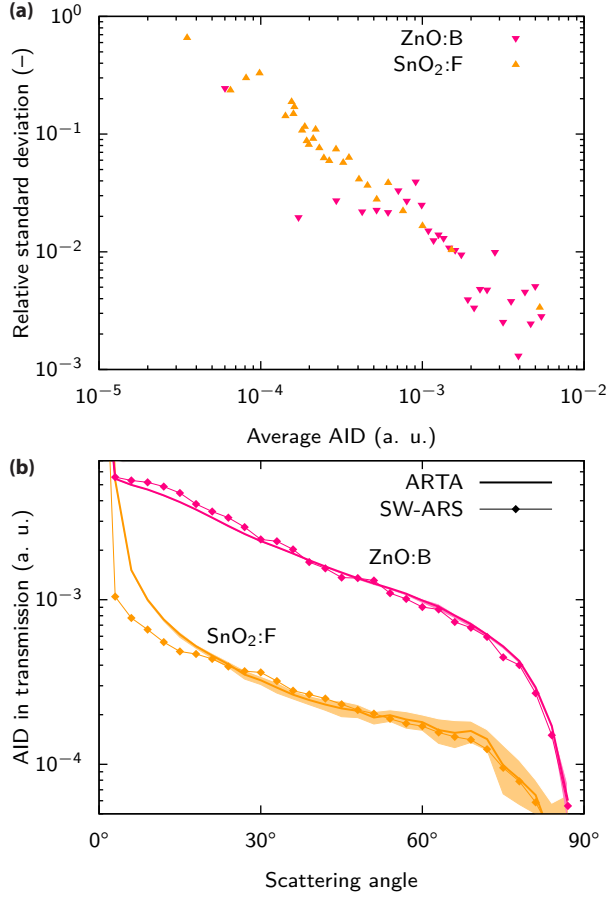 (a)
Relative standard deviation (–)
ZnO:B
SnO₂:F
10⁰
10⁻¹
10⁻²
10⁻³
10⁻⁵
10⁻⁴
10⁻³
10⁻²
Average AID (a. u.)
(b)
AID in transmission (a. u.)
ARTA
SW-ARS
ZnO:B
SnO₂:F
10⁻³
10⁻⁴
0°
30°
60°
90°
Scattering angle